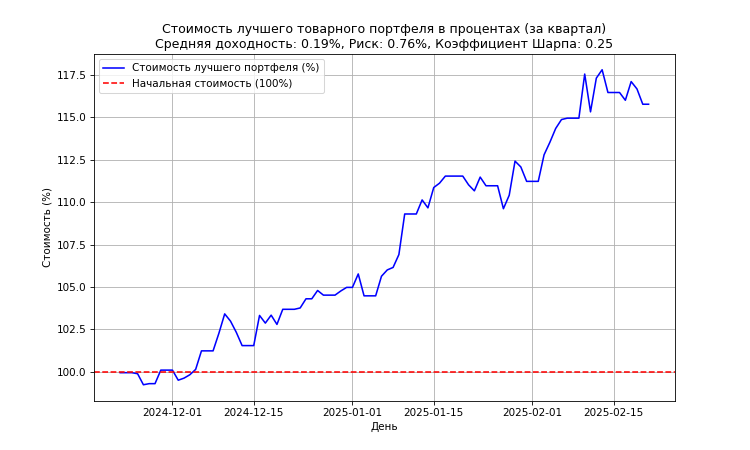 Стоимость лучшего товарного портфеля в процентах (за квартал)
Средняя доходность: 0.19%, Риск: 0.76%, Коэффициент Шарпа: 0.25
Стоимость лучшего портфеля (%)
Начальная стоимость (100%)
Стоимость (%)
117.5
115.0
112.5
110.0
107.5
105.0
102.5
100.0
2024-12-01
2024-12-15
2025-01-01
2025-01-15
2025-02-01
2025-02-15
День